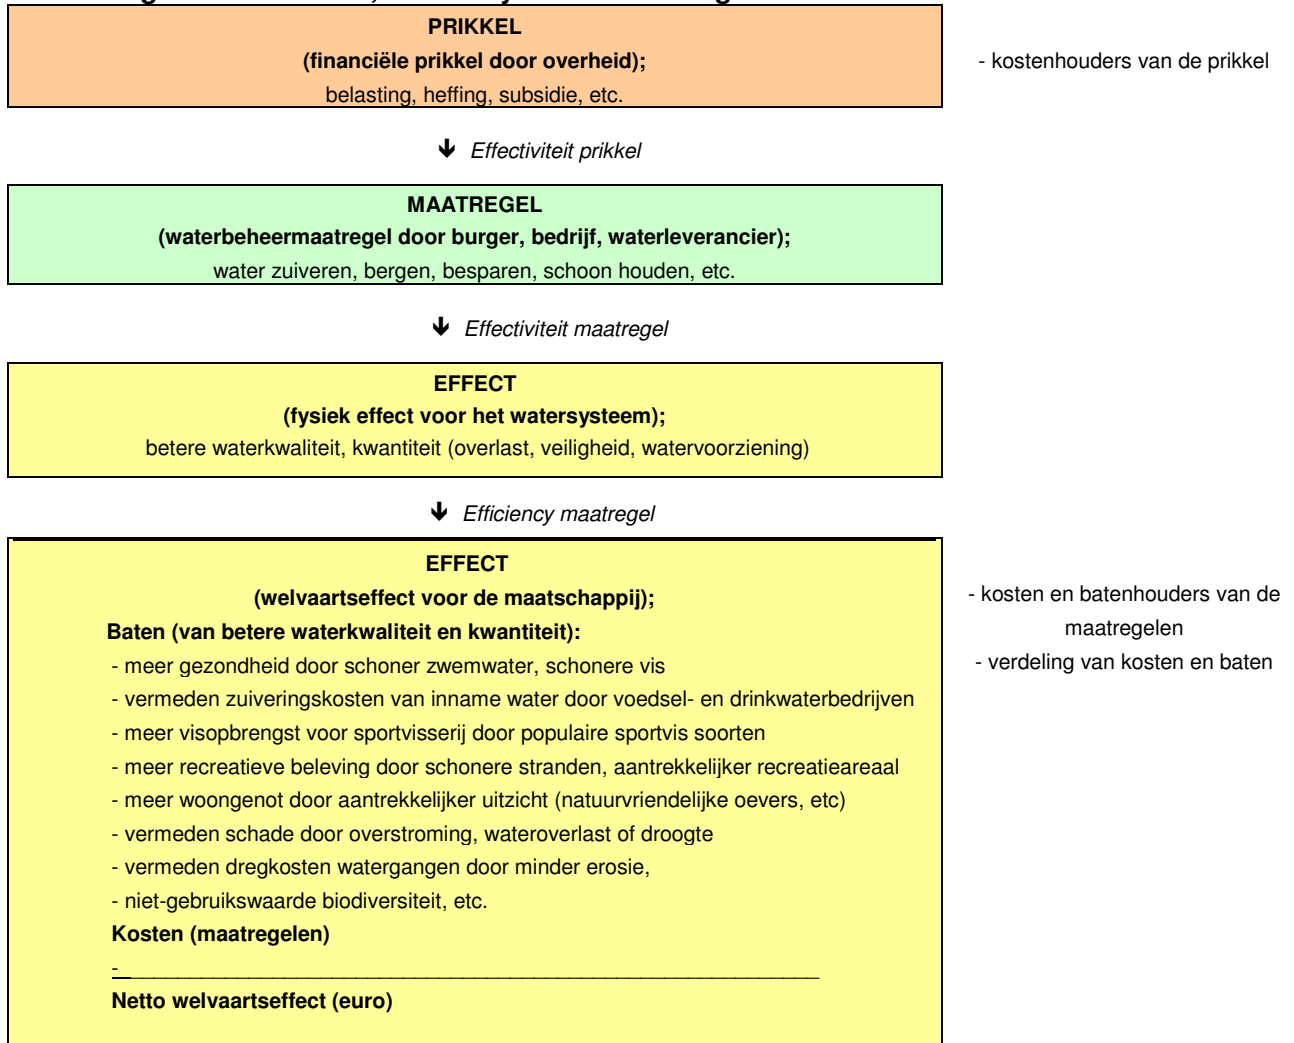 PRIKKEL
(financiële prikkel door overheid);
belasting, heffing, subsidie, etc.
- kostenhouders van de prikkel
Effectiviteit prikkel
MAATREGEL
(waterbeheermaatregel door burger, bedrijf, waterleverancier);
water zuiveren, bergen, besparen, schoon houden, etc.
Effectiviteit maatregel
EFFECT
(fysiek effect voor het watersysteem);
betere waterkwaliteit, kwantiteit (overlast, veiligheid, watervoorziening)
Efficiency maatregel
EFFECT
(welvaartseffect voor de maatschappij);
Baten (van betere waterkwaliteit en kwantiteit):
- meer gezondheid door schoner zwemwater, schonere vis
- vermeden zuiveringskosten van inname water door voedsel- en drinkwaterbedrijven
- meer visopbrengst voor sportvisserij door populaire sportvis soorten
- meer recreatieve beleving door schonere stranden, aantrekkelijker recreatieareaal
- meer woongenot door aantrekkelijker uitzicht (natuurvriendelijke oevers, etc)
- vermeden schade door overstroming, wateroverlast of droogte
- vermeden dregkosten watergangen door minder erosie,
- niet-gebruikswaarde biodiversiteit, etc.
Kosten (maatregelen)
-
Netto welvaartseffect (euro)
- kosten en batenhouders van de
maatregelen
- verdeling van kosten en baten